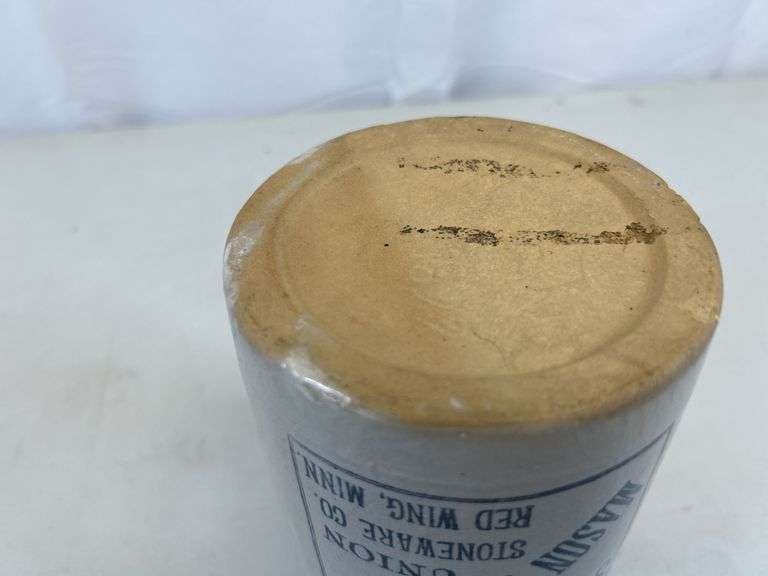 MASON
UNION
STONEWARE CO.
RED WING, MINN.